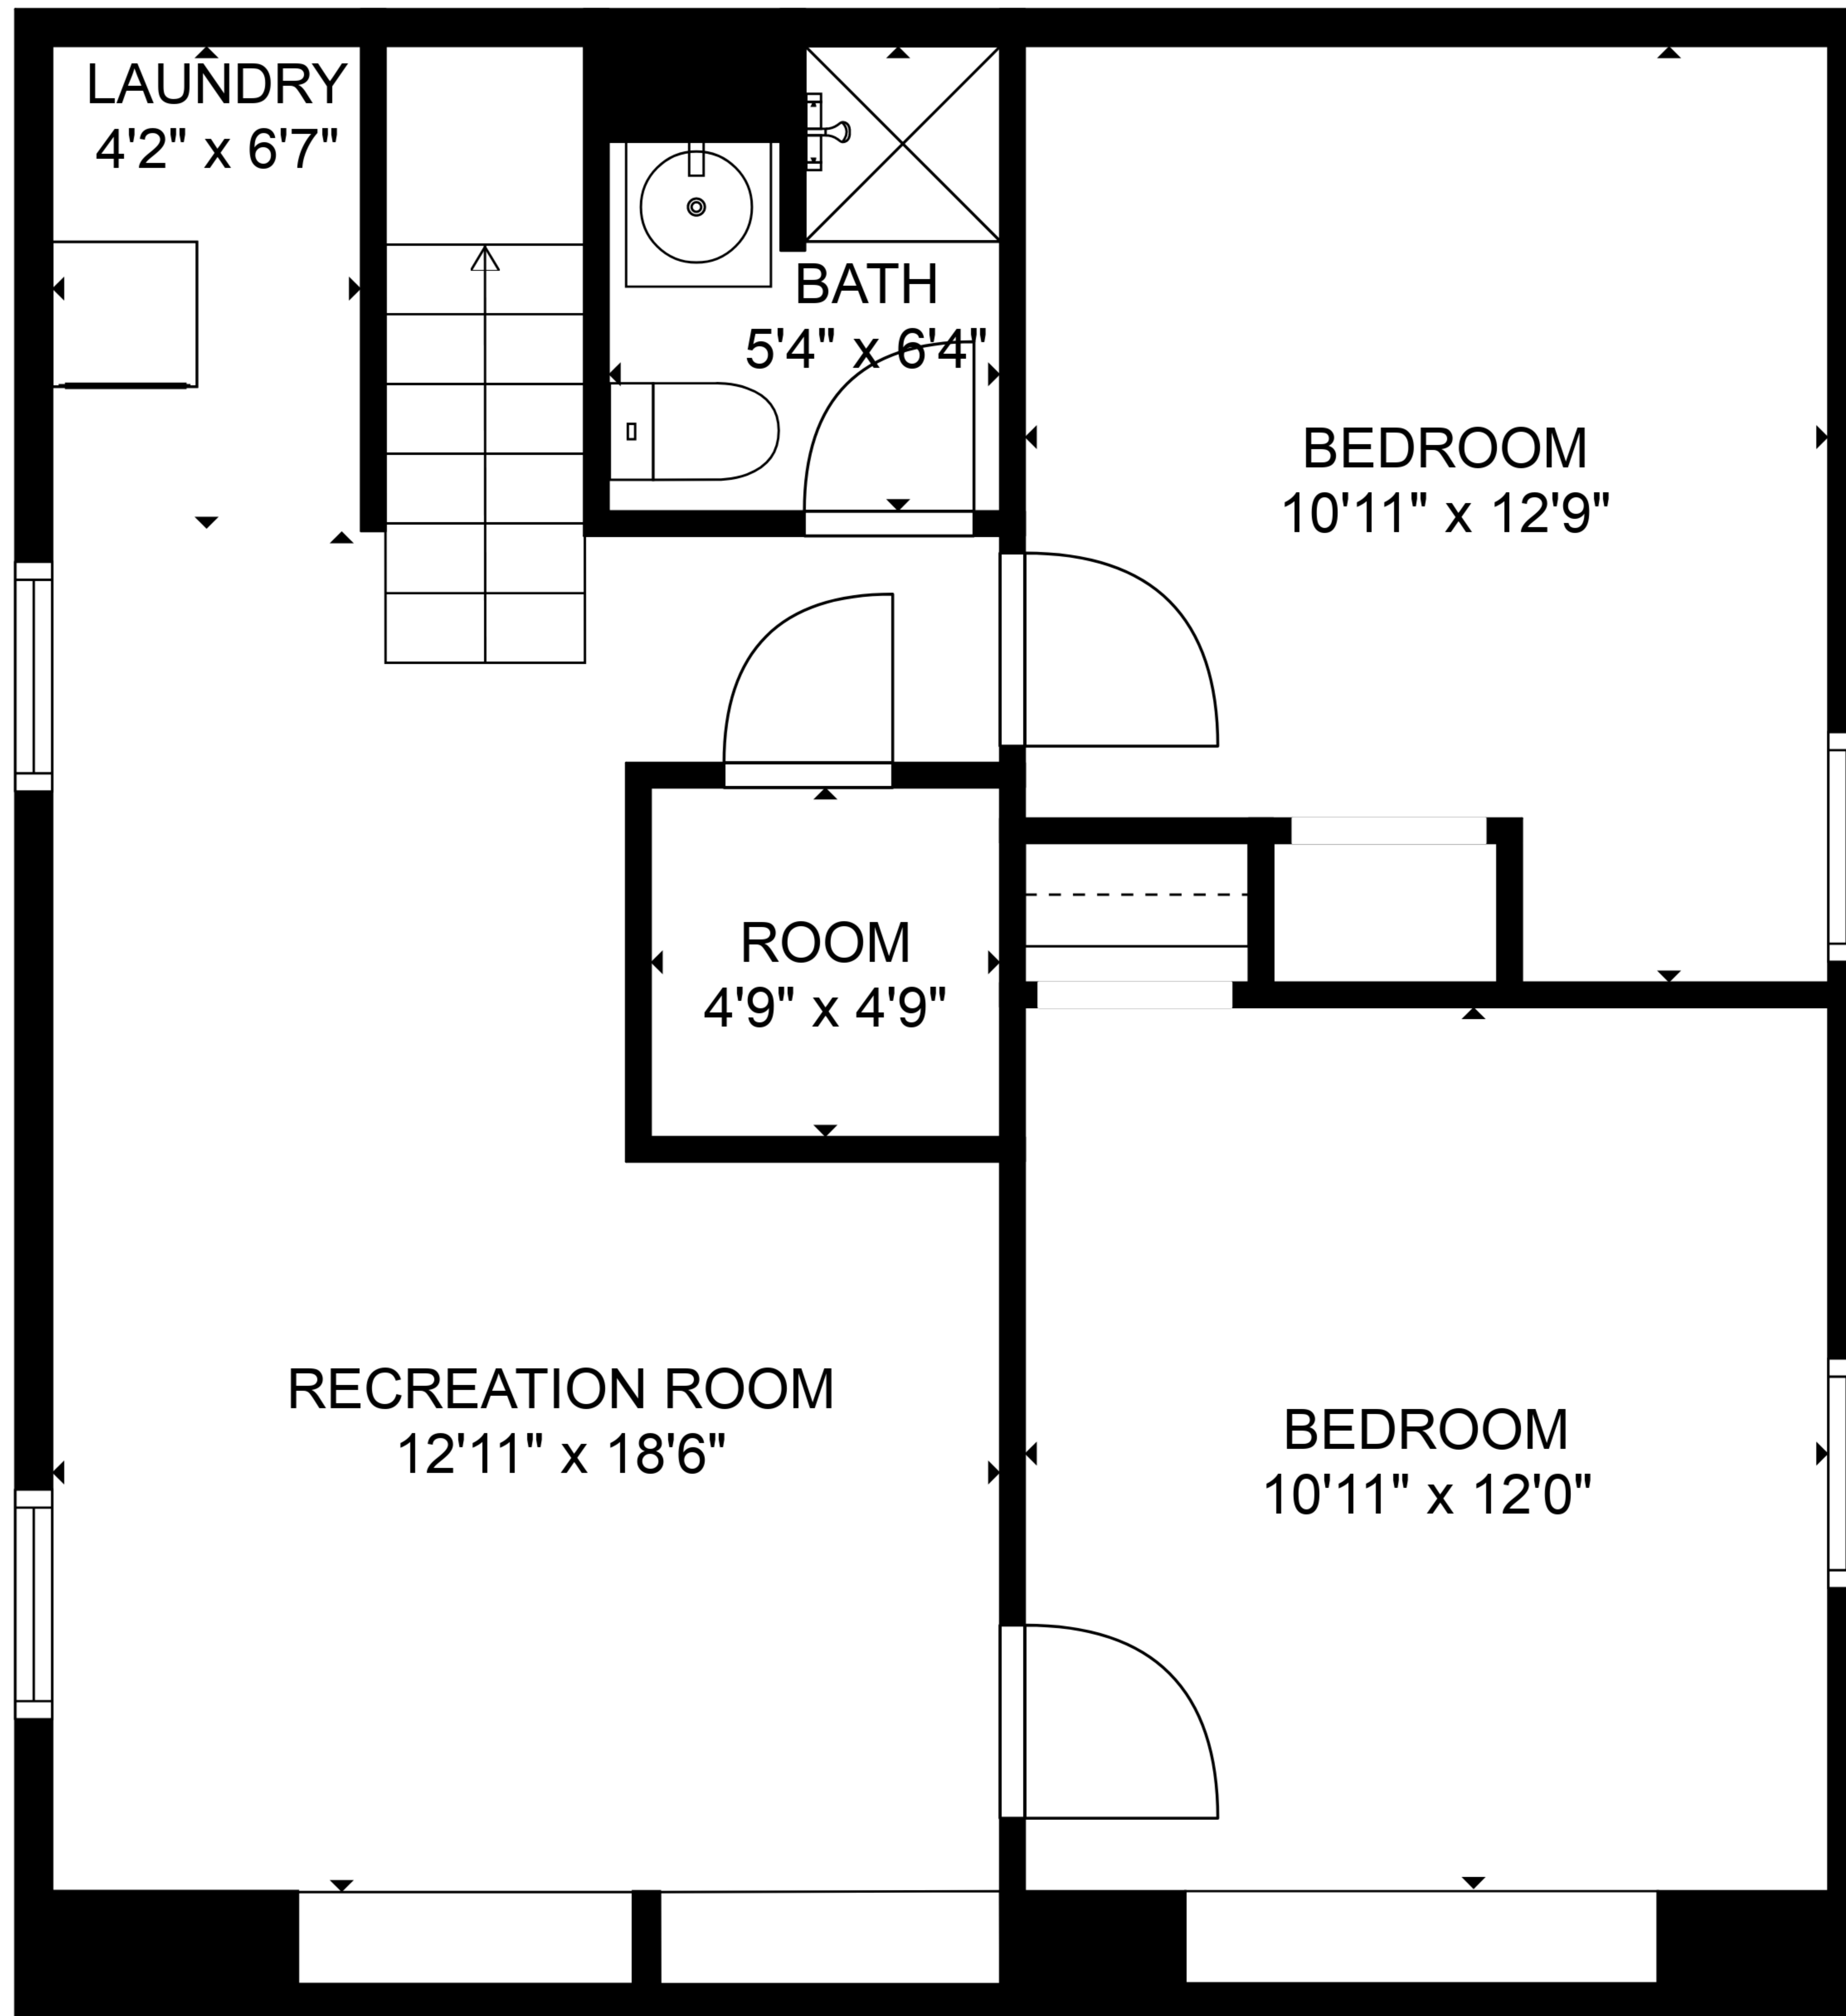 LAUNDRY
4'2" x 6'7"
BATH
5'4" x 6'4"
BEDROOM
10'11" x 12'9"
ROOM
4'9" x 4'9"
RECREATION ROOM
12'11" x 18'6"
BEDROOM
10'11" x 12'0"